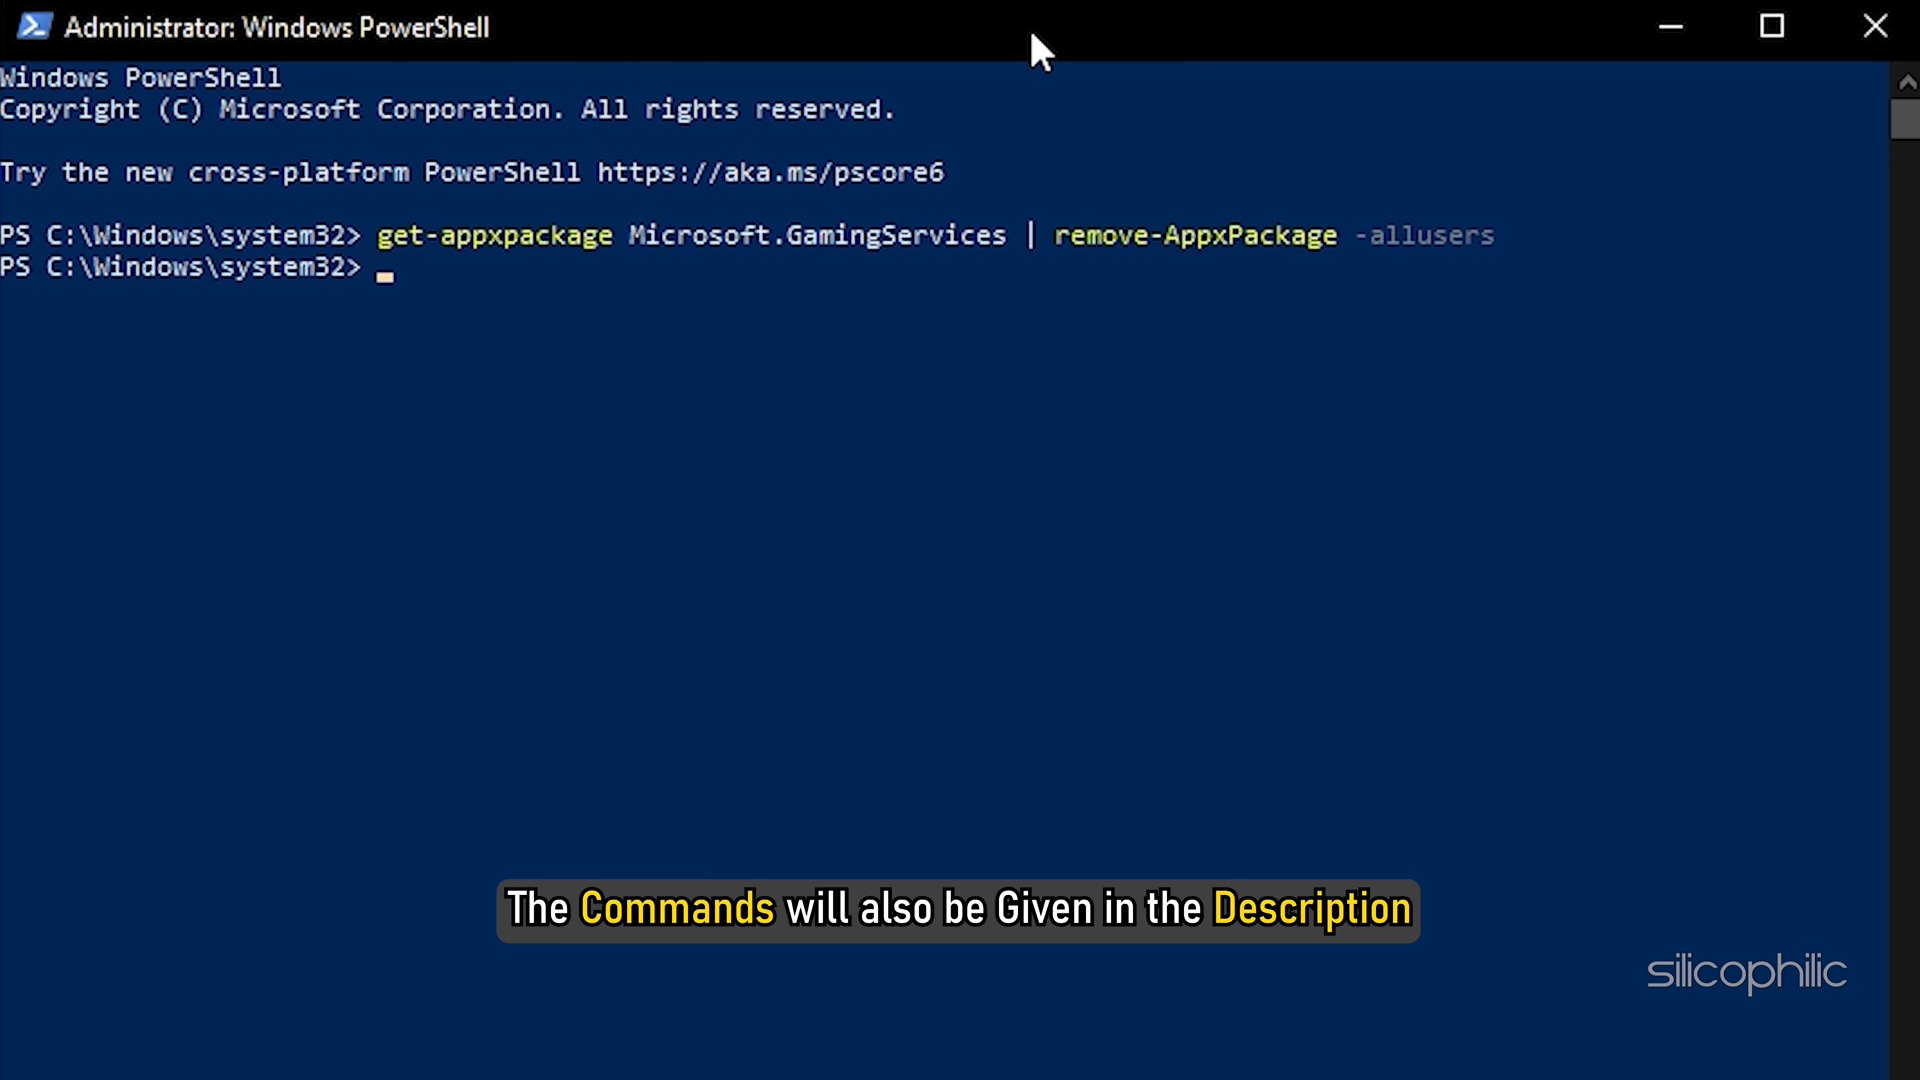 Administrator: Windows PowerShell
Windows PowerShell
Copyright (C) Microsoft Corporation. All rights reserved.
Try the new cross-platform PowerShell https://aka.ms/pscore6
PS C:\Windows\system32> get-appxpackage Microsoft.GamingServices | remove-AppxPackage -allusers
PS C:\Windows\system32>
The Commands will also be Given in the Description
silicophilic